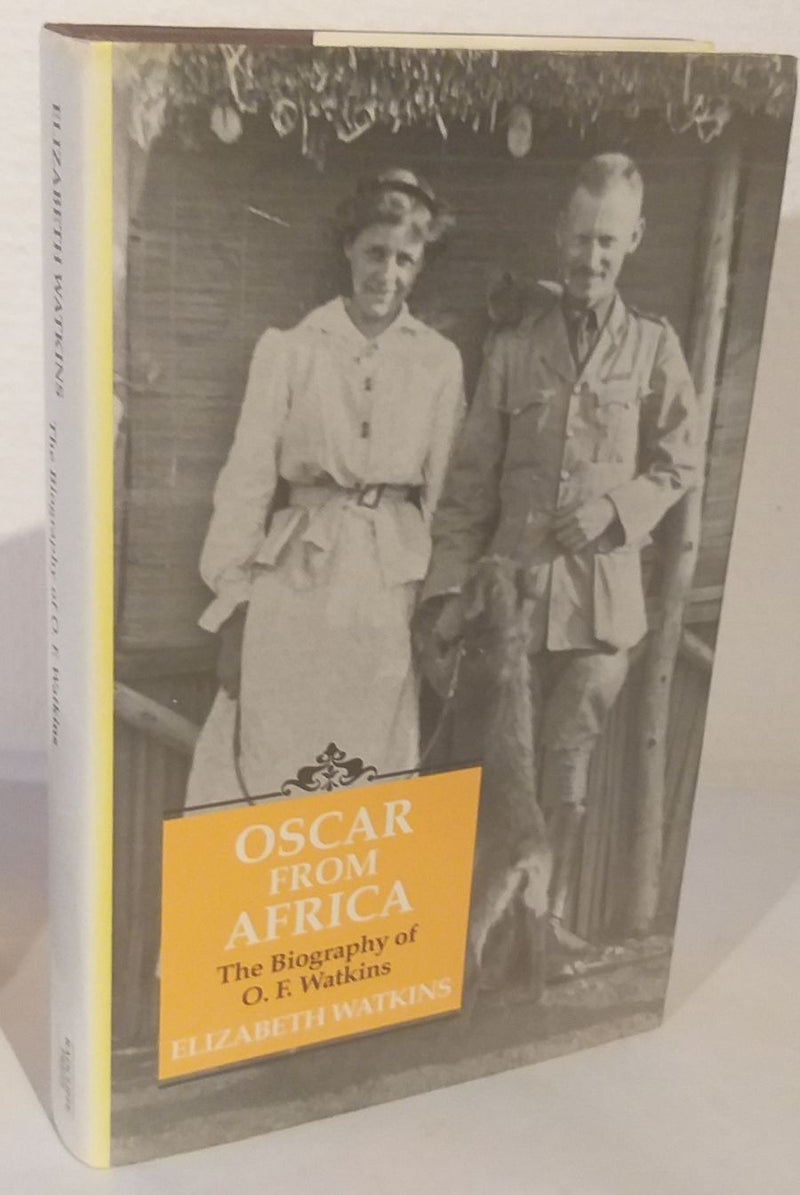 OSCAR
FROM
AFRICA
The Biography of
O. F. Watkins
ELIZABETH WATKINS
ELIZABETH WATKINS The Biography of O. F. Watkins